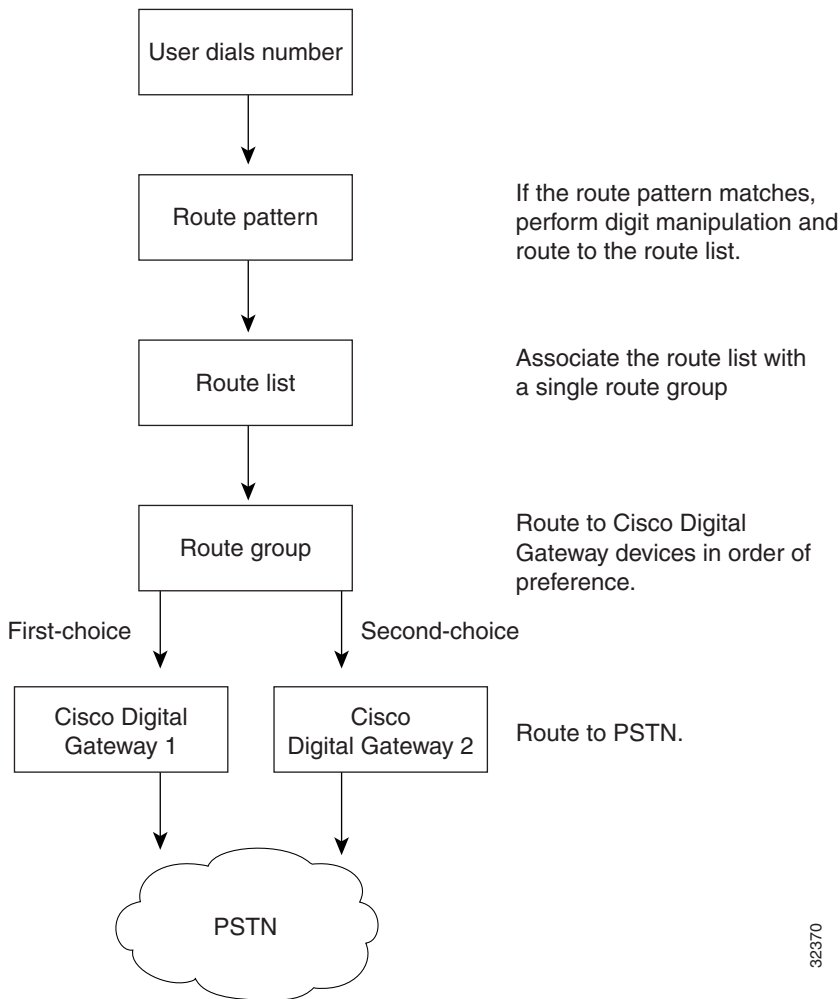 User dials number
Route pattern
If the route pattern matches,
perform digit manipulation and
route to the route list.
Route list
Associate the route list with
a single route group
Route group
Route to Cisco Digital
Gateway devices in order of
preference.
First-choice
Second-choice
Cisco Digital
Gateway 1
Cisco
Digital Gateway 2
Route to PSTN.
PSTN
32370